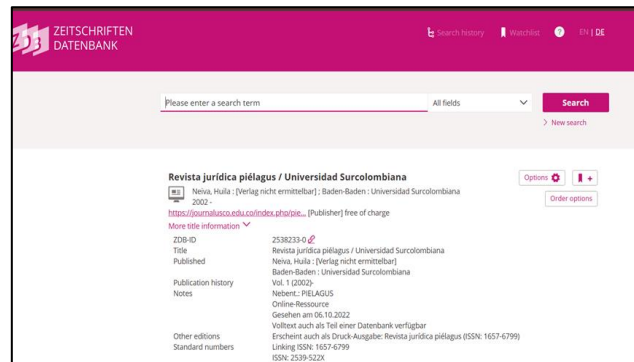 ZDB ZEITSCHRIFTEN
DATENBANK
Search history Watchlist ? EN | DE
Please enter a search term All fields Search
> New search
Revista jurídica piélagus / Universidad Surcolombiana Options +
Neiva, Huila : [Verlag nicht ermittelbar] ; Baden-Baden : Universidad Surcolombiana
2002 - Order options
https://journalusco.edu.co/index.php/pie... [Publisher] free of charge
More title information
ZDB-ID 2538233-0
Title Revista jurídica piélagus / Universidad Surcolombiana
Published Neiva, Huila : [Verlag nicht ermittelbar]
Baden-Baden : Universidad Surcolombiana
Publication history Vol. 1 (2002)-
Notes Nebent.: PIELAGUS
Online-Ressource
Gesehen am 06.10.2022
Volltext auch als Teil einer Datenbank verfügbar
Other editions Erscheint auch als Druck-Ausgabe: Revista jurídica piélagus (ISSN: 1657-6799)
Standard numbers Linking ISSN: 1657-6799
ISSN: 2539-522X